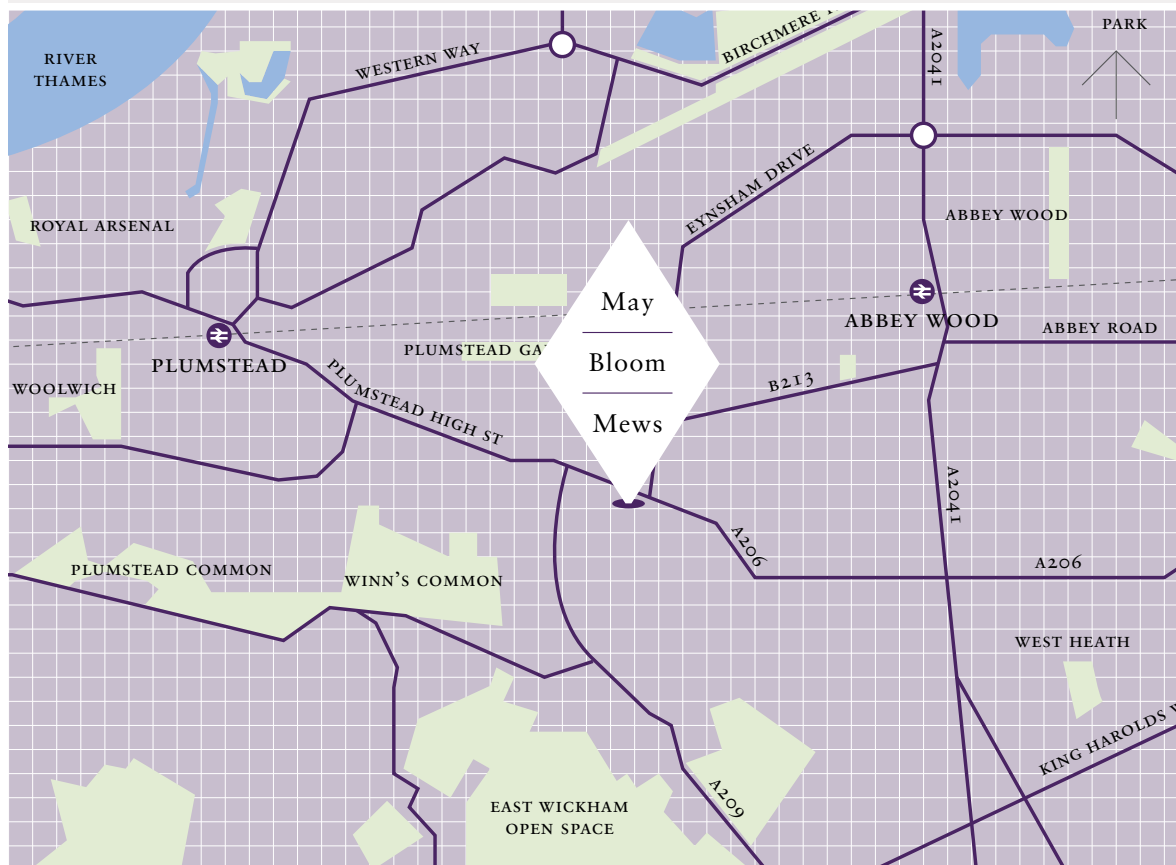 PARK
RIVER
THAMES
WESTERN WAY
BIRCHMERE
A2041
EYNSHAM DRIVE
ROYAL ARSENAL
ABBEY WOOD
May
Bloom
Mews
ABBEY WOOD
ABBEY ROAD
PLUMSTEAD
PLUMSTEAD
WOOLWICH
PLUMSTEAD HIGH ST
B213
A2041
A206
A206
PLUMSTEAD COMMON
WINN'S COMMON
WEST HEATH
KING HAROLDS
A209
EAST WICKHAM
OPEN SPACE